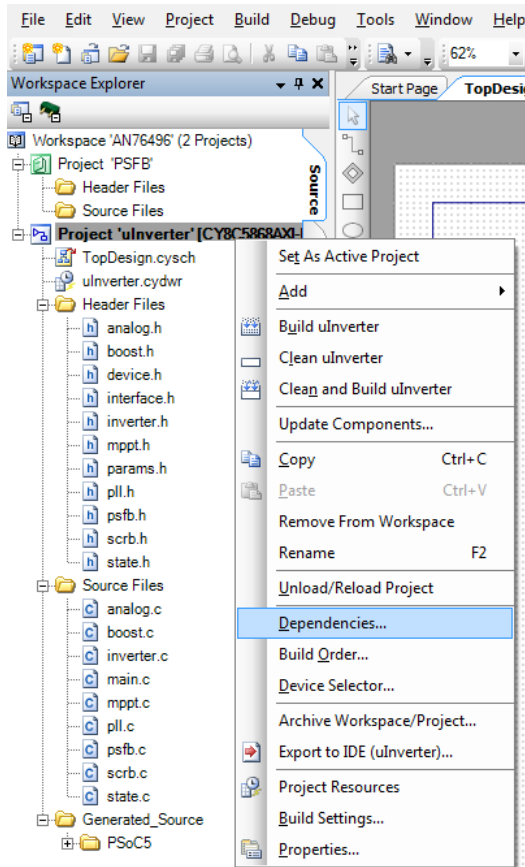 File Edit View Project Build Debug Tools Window Help
62%
Workspace Explorer
Start Page TopDesi
Workspace 'AN76496' (2 Projects)
Project 'PSFB'
Header Files
Source Files
Source
Project 'uInverter' [CY8C5868AXI-
TopDesign.cysch
uInverter.cydwr
Header Files
analog.h
boost.h
device.h
interface.h
inverter.h
mppt.h
params.h
pll.h
psfb.h
scrb.h
state.h
Source Files
analog.c
boost.c
inverter.c
main.c
mppt.c
pll.c
psfb.c
scrb.c
state.c
Generated_Source
PSoC5
Set As Active Project
Add
Build uInverter
Clean uInverter
Clean and Build uInverter
Update Components...
Copy Ctrl+C
Paste Ctrl+V
Remove From Workspace
Rename F2
Unload/Reload Project
Dependencies...
Build Order...
Device Selector...
Archive Workspace/Project...
Export to IDE (uInverter)...
Project Resources
Build Settings...
Properties...